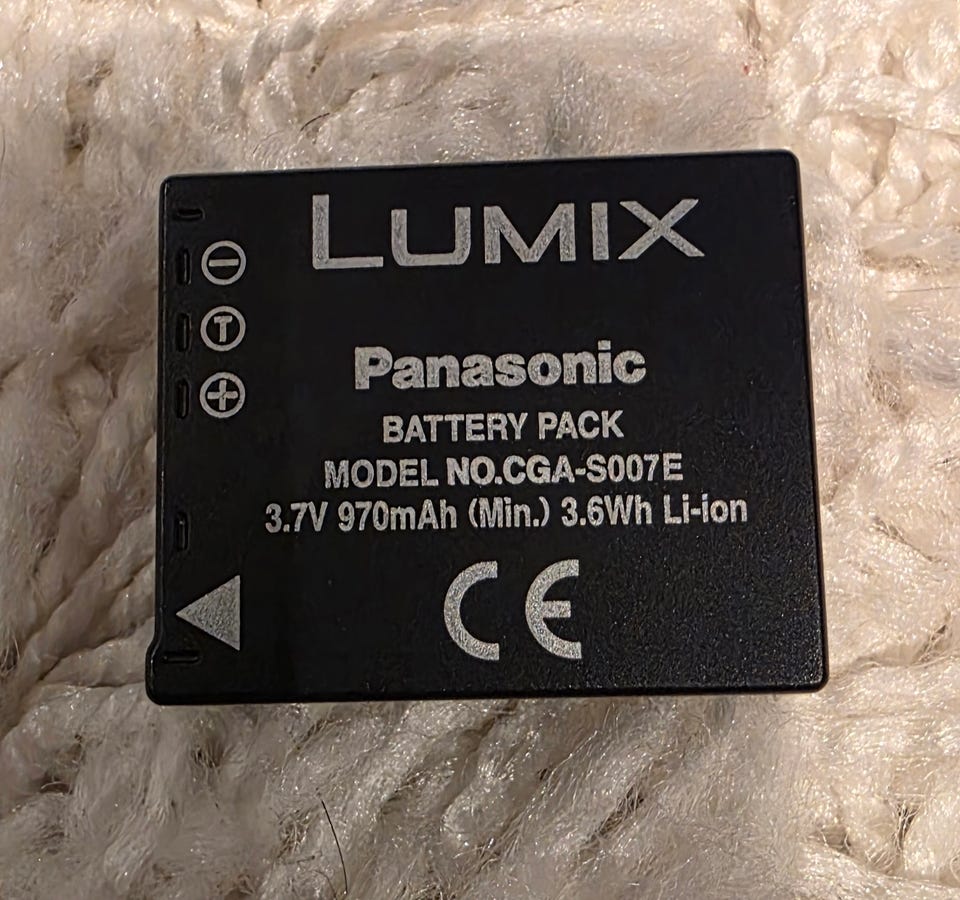 LUMIX
−
T
+
Panasonic
BATTERY PACK
MODEL NO.CGA-S007E
3.7V 970mAh (Min.) 3.6Wh Li-ion
CE